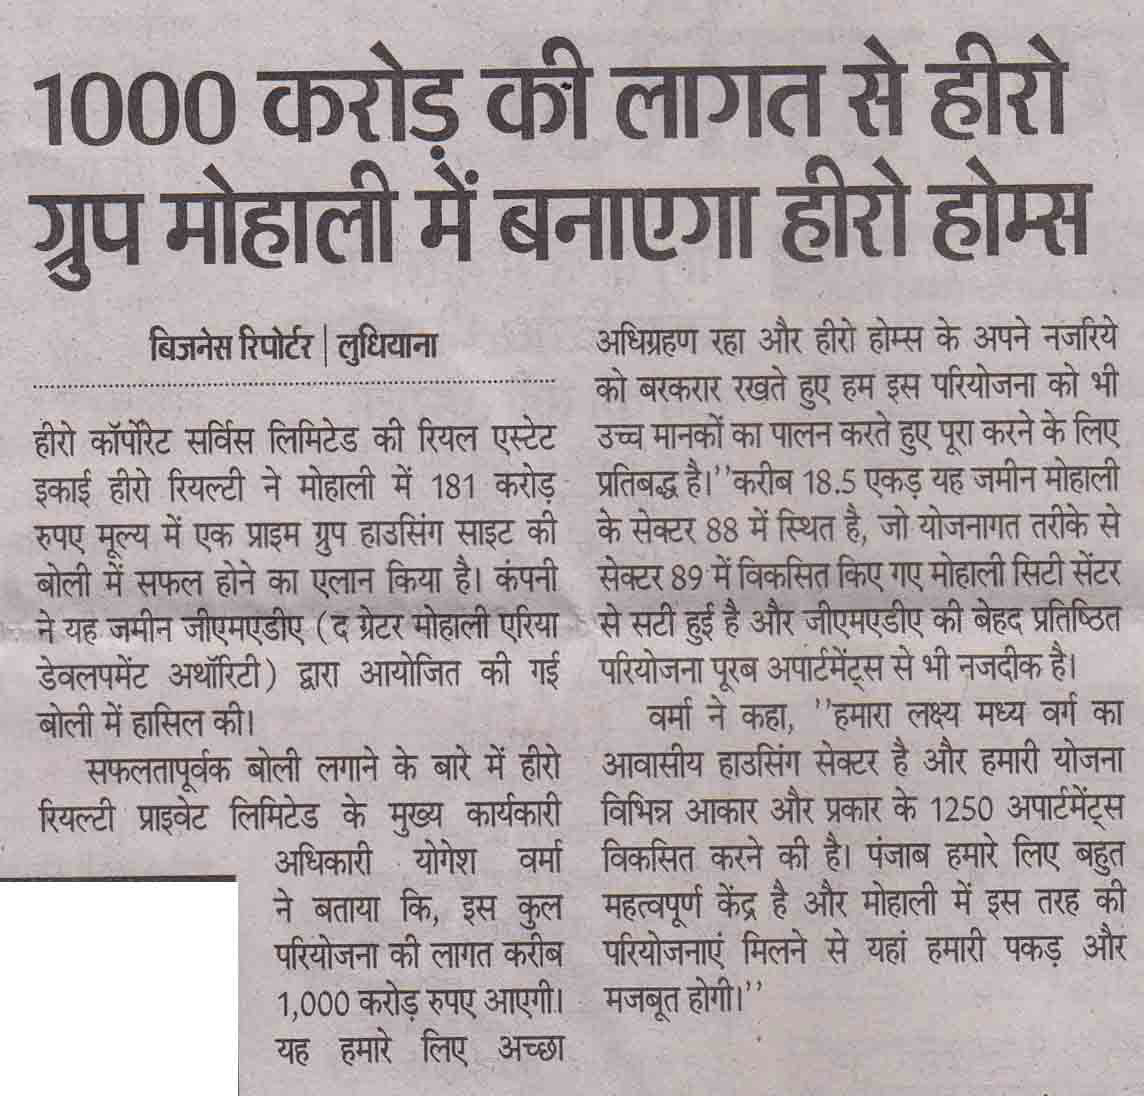 1000 करोड़ की लागत से हीरो
ग्रुप मोहाली में बनाएगा हीरो होम्स
बिजनेस रिपोर्टर | लुधियाना
हीरो कॉर्पोरेट सर्विस लिमिटेड की रियल एस्टेट
इकाई हीरो रियल्टी ने मोहाली में 181 करोड़
रुपए मूल्य में एक प्राइम ग्रुप हाउसिंग साइट की
बोली में सफल होने का एलान किया है। कंपनी
ने यह जमीन जीएमएडीए (द ग्रेटर मोहाली एरिया
डेवलपमेंट अथॉरिटी) द्वारा आयोजित की गई
बोली में हासिल की।
सफलतापूर्वक बोली लगाने के बारे में हीरो
रियल्टी प्राइवेट लिमिटेड के मुख्य कार्यकारी
अधिकारी योगेश वर्मा
ने बताया कि, इस कुल
परियोजना की लागत करीब
1,000 करोड़ रुपए आएगी।
यह हमारे लिए अच्छा
अधिग्रहण रहा और हीरो होम्स के अपने नजरिये
को बरकरार रखते हुए हम इस परियोजना को भी
उच्च मानकों का पालन करते हुए पूरा करने के लिए
प्रतिबद्ध है।''करीब 18.5 एकड़ यह जमीन मोहाली
के सेक्टर 88 में स्थित है, जो योजनागत तरीके से
सेक्टर 89 में विकसित किए गए मोहाली सिटी सेंटर
से सटी हुई है और जीएमएडीए की बेहद प्रतिष्ठित
परियोजना पूरब अपार्टमेंट्स से भी नजदीक है।
वर्मा ने कहा, ''हमारा लक्ष्य मध्य वर्ग का
आवासीय हाउसिंग सेक्टर है और हमारी योजना
विभिन्न आकार और प्रकार के 1250 अपार्टमेंट्स
विकसित करने की है। पंजाब हमारे लिए बहुत
महत्वपूर्ण केंद्र है और मोहाली में इस तरह की
परियोजनाएं मिलने से यहां हमारी पकड़ और
मजबूत होगी।''